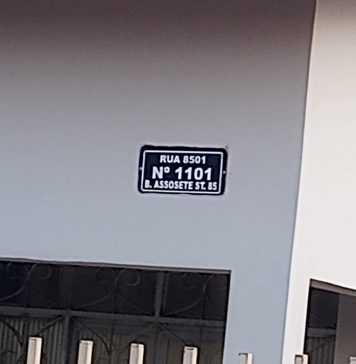 RUA 8501
Nº 1101
B. ASSOSETE ST. 85